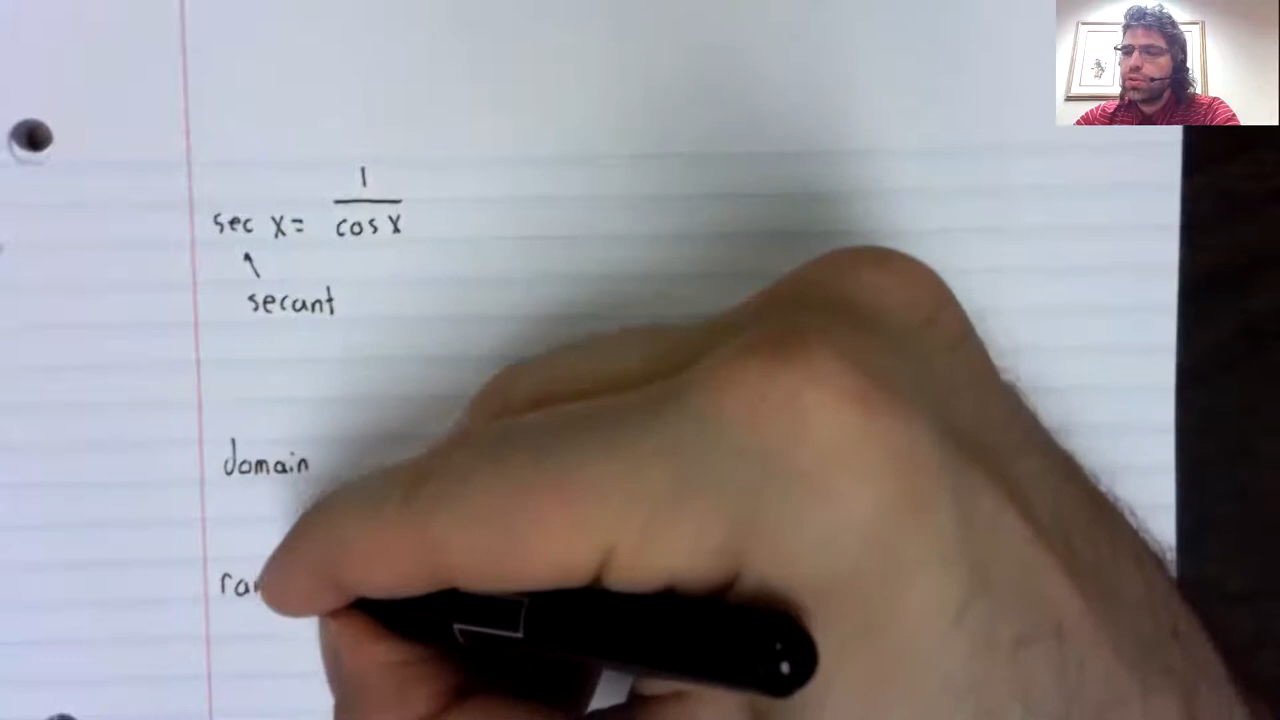 sec x = 1/cos x
secant
domain